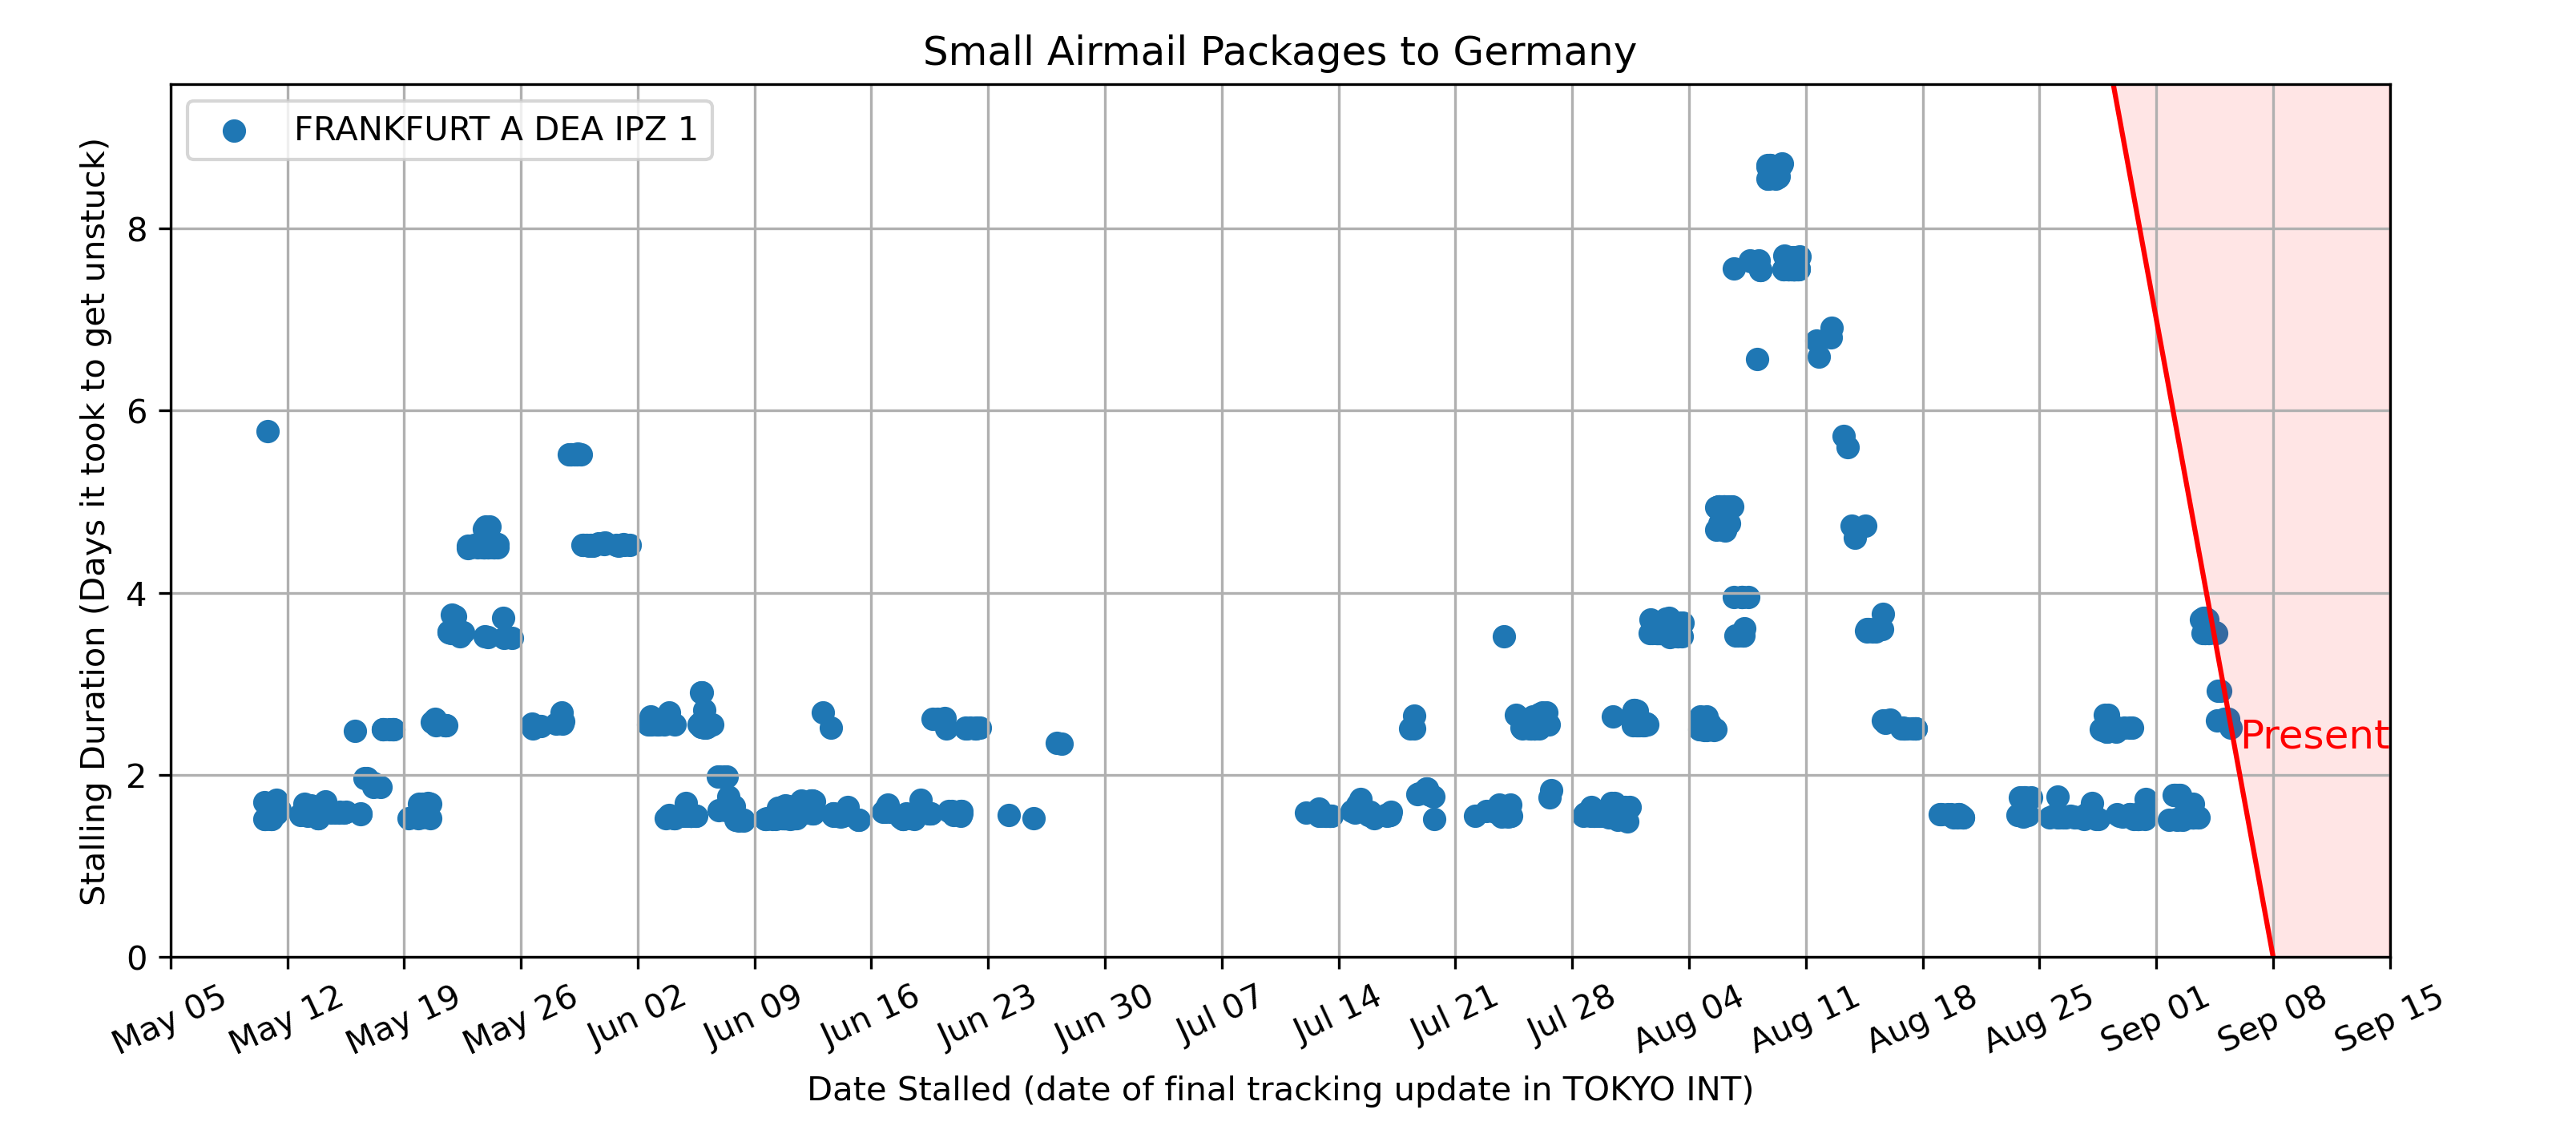 Small Airmail Packages to Germany
FRANKFURT A DEA IPZ 1
Stalling Duration (Days it took to get unstuck)
8
6
4
2
0
Present
May 05
May 12
May 19
May 26
Jun 02
Jun 09
Jun 16
Jun 23
Jun 30
Jul 07
Jul 14
Jul 21
Jul 28
Aug 04
Aug 11
Aug 18
Aug 25
Sep 01
Sep 08
Sep 15
Date Stalled (date of final tracking update in TOKYO INT)